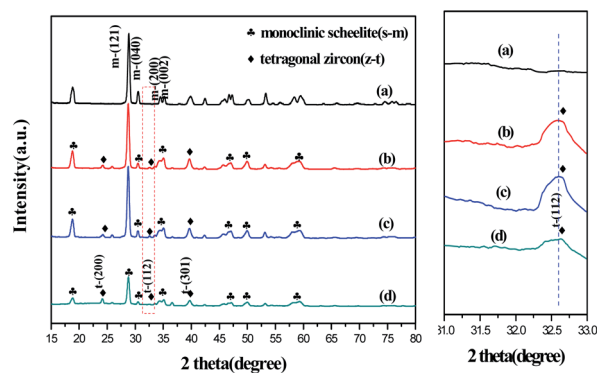 ♣ monoclinic scheelite(s-m)
♦ tetragonal zircon(z-t)
m-(121)
m-(040)
m-(200)
m-(002)
(a)
(b)
(c)
(d)
t-(200)
t-(112)
t-(301)
Intensity(a.u.)
15 20 25 30 35 40 45 50 55 60 65 70 75 80
2 theta(degree)
(a)
(b)
(c)
(d)
t-(112)
31.0 31.5 32.0 32.5 33.0
2 theta(degree)